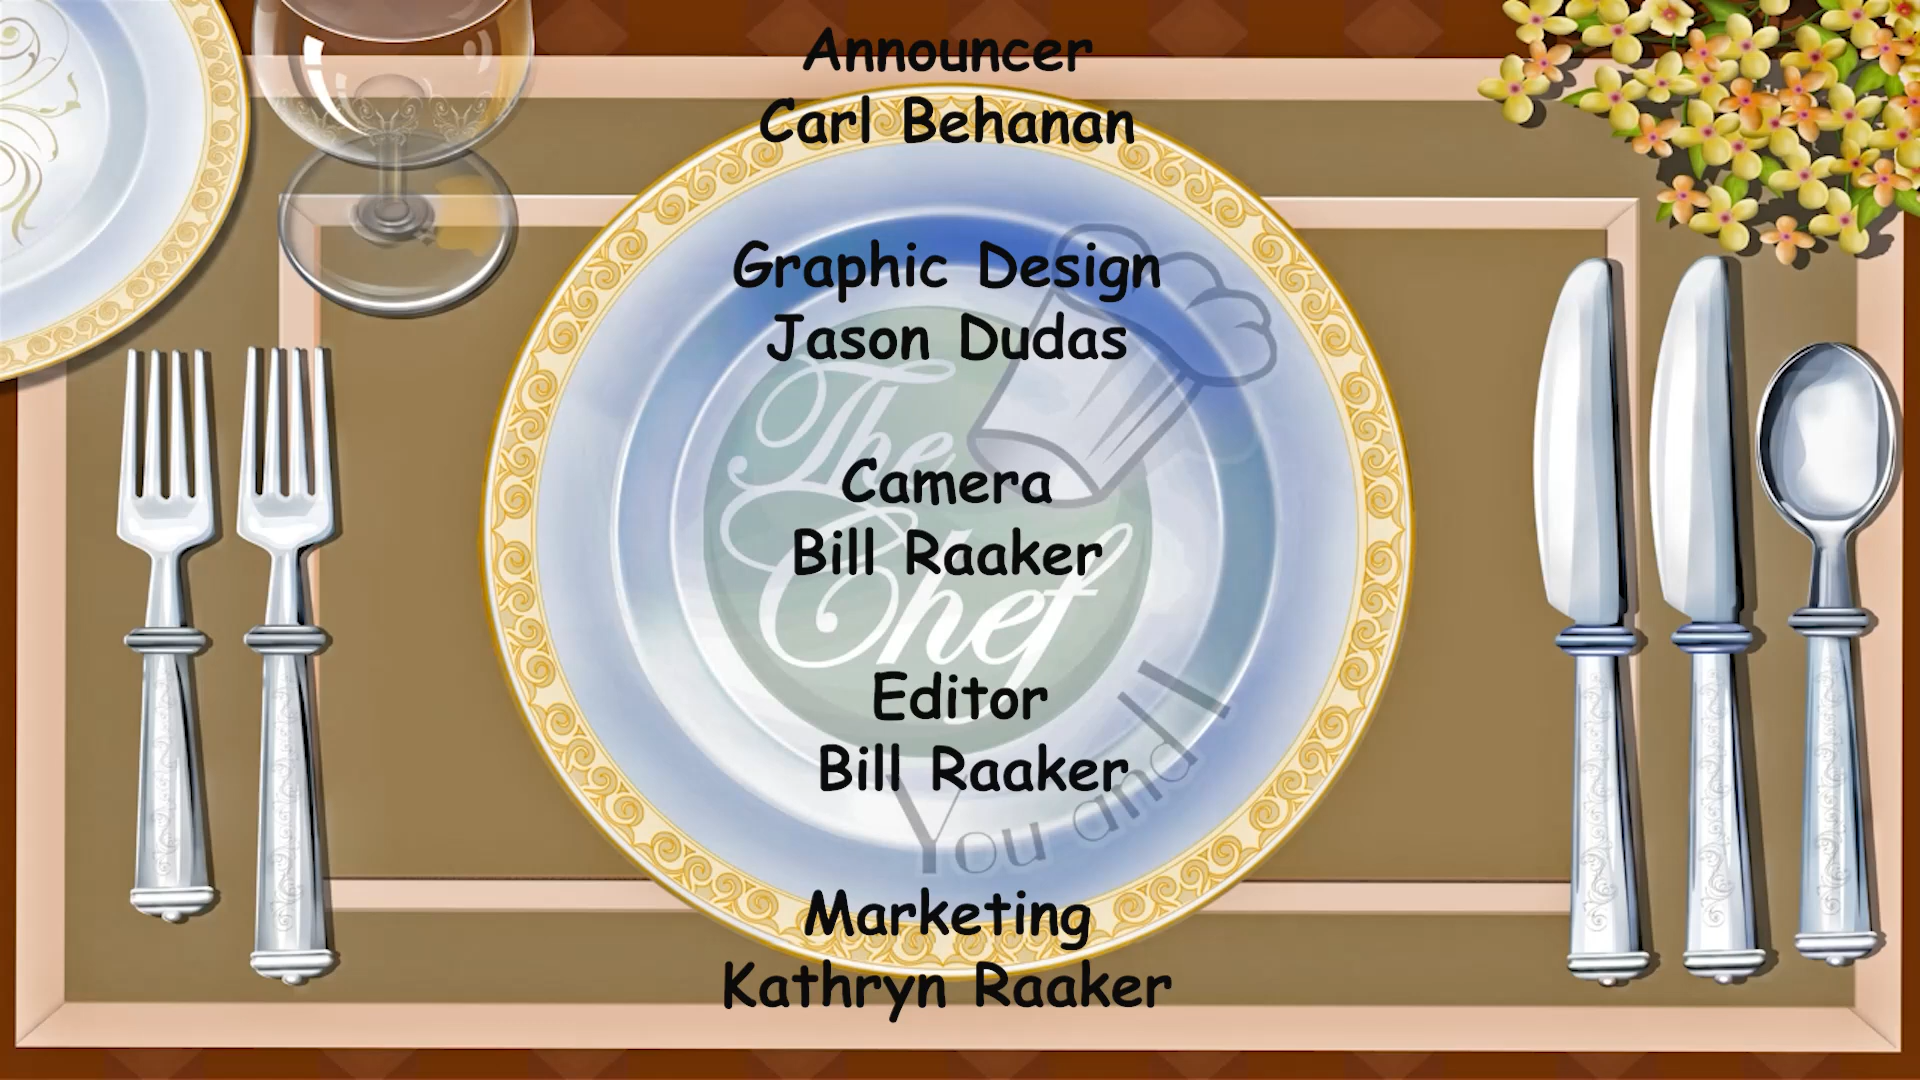 Announcer
Carl Behanan
Graphic Design
Jason Dudas
The
Camera
Bill Raaker
Chef
Editor
Bill Raaker
You and I
Marketing
Kathryn Raaker